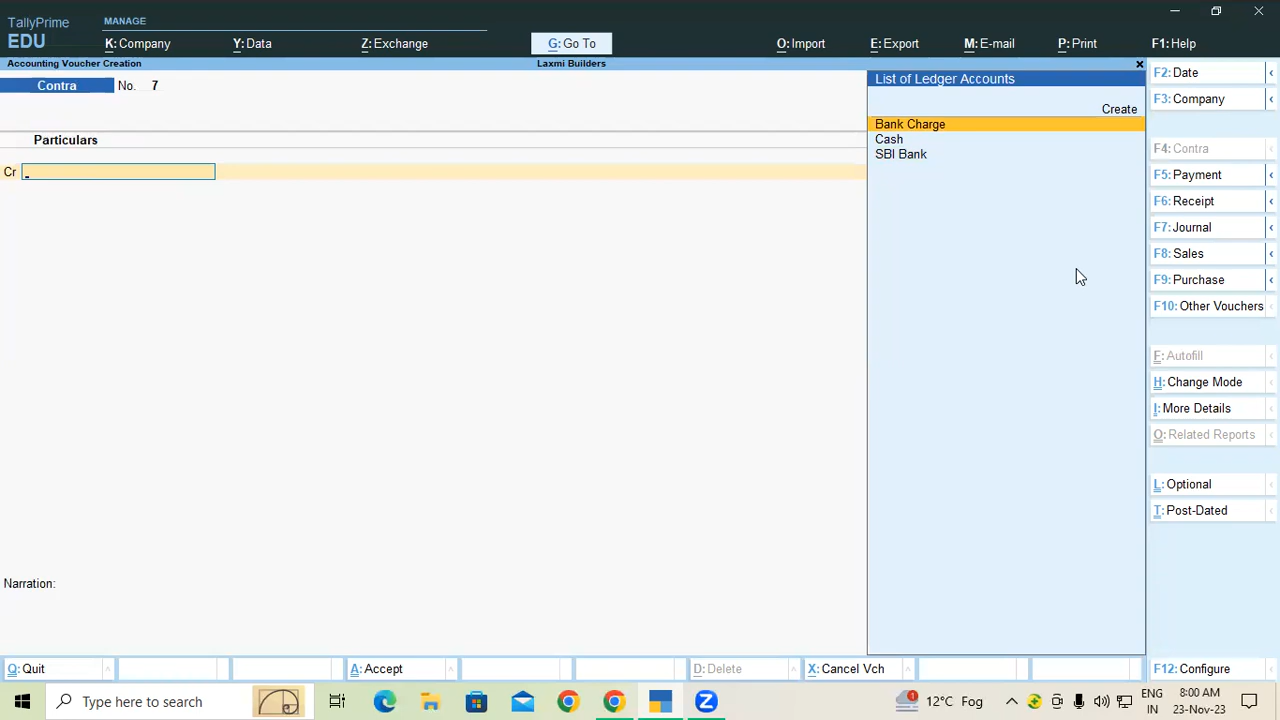 TallyPrime
EDU
MANAGE
K: Company
Y: Data
Z: Exchange
G: Go To
O: Import
E: Export
M: E-mail
P: Print
F1: Help
Accounting Voucher Creation
Laxmi Builders
Contra No. 7
Particulars
Cr
Narration:
List of Ledger Accounts
Create
Bank Charge
Cash
SBI Bank
F2: Date
F3: Company
F4: Contra
F5: Payment
F6: Receipt
F7: Journal
F8: Sales
F9: Purchase
F10: Other Vouchers
F: Autofill
H: Change Mode
I: More Details
O: Related Reports
L: Optional
T: Post-Dated
Q: Quit
A: Accept
D: Delete
X: Cancel Vch
F12: Configure
Type here to search
12°C Fog
ENG
IN
8:00 AM
23-Nov-23